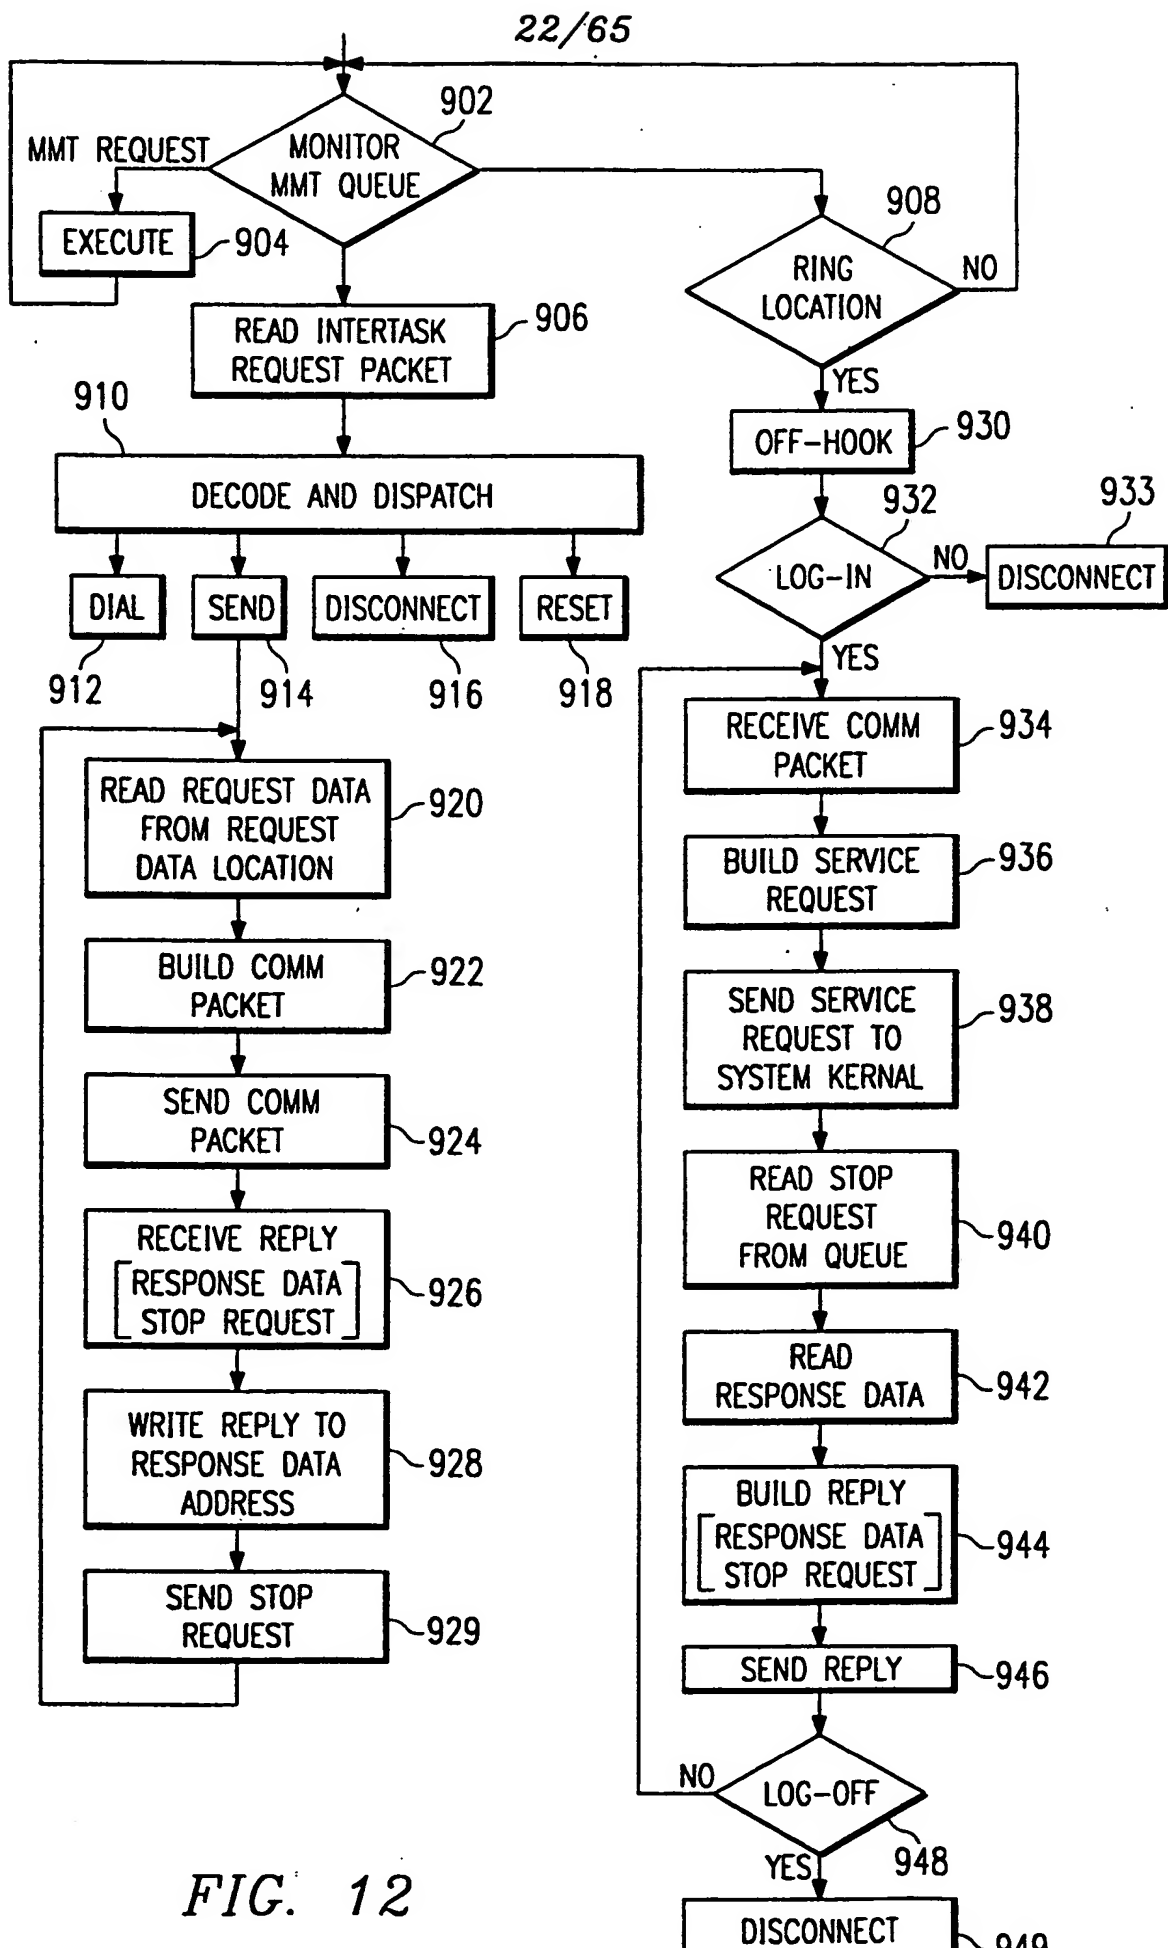 22/65
902
MMT REQUEST
MONITOR
MMT QUEUE
EXECUTE
904
908
RING
LOCATION
NO
YES
READ INTERTASK
REQUEST PACKET
906
910
DECODE AND DISPATCH
DIAL
SEND
DISCONNECT
RESET
912
914
916
918
READ REQUEST DATA
FROM REQUEST
DATA LOCATION
920
BUILD COMM
PACKET
922
SEND COMM
PACKET
924
RECEIVE REPLY
RESPONSE DATA
STOP REQUEST
926
WRITE REPLY TO
RESPONSE DATA
ADDRESS
928
SEND STOP
REQUEST
929
OFF-HOOK
930
932
LOG-IN
NO
933
DISCONNECT
YES
RECEIVE COMM
PACKET
934
BUILD SERVICE
REQUEST
936
SEND SERVICE
REQUEST TO
SYSTEM KERNAL
938
READ STOP
REQUEST
FROM QUEUE
940
READ
RESPONSE DATA
942
BUILD REPLY
RESPONSE DATA
STOP REQUEST
944
SEND REPLY
946
NO
LOG-OFF
948
YES
DISCONNECT
949
FIG. 12